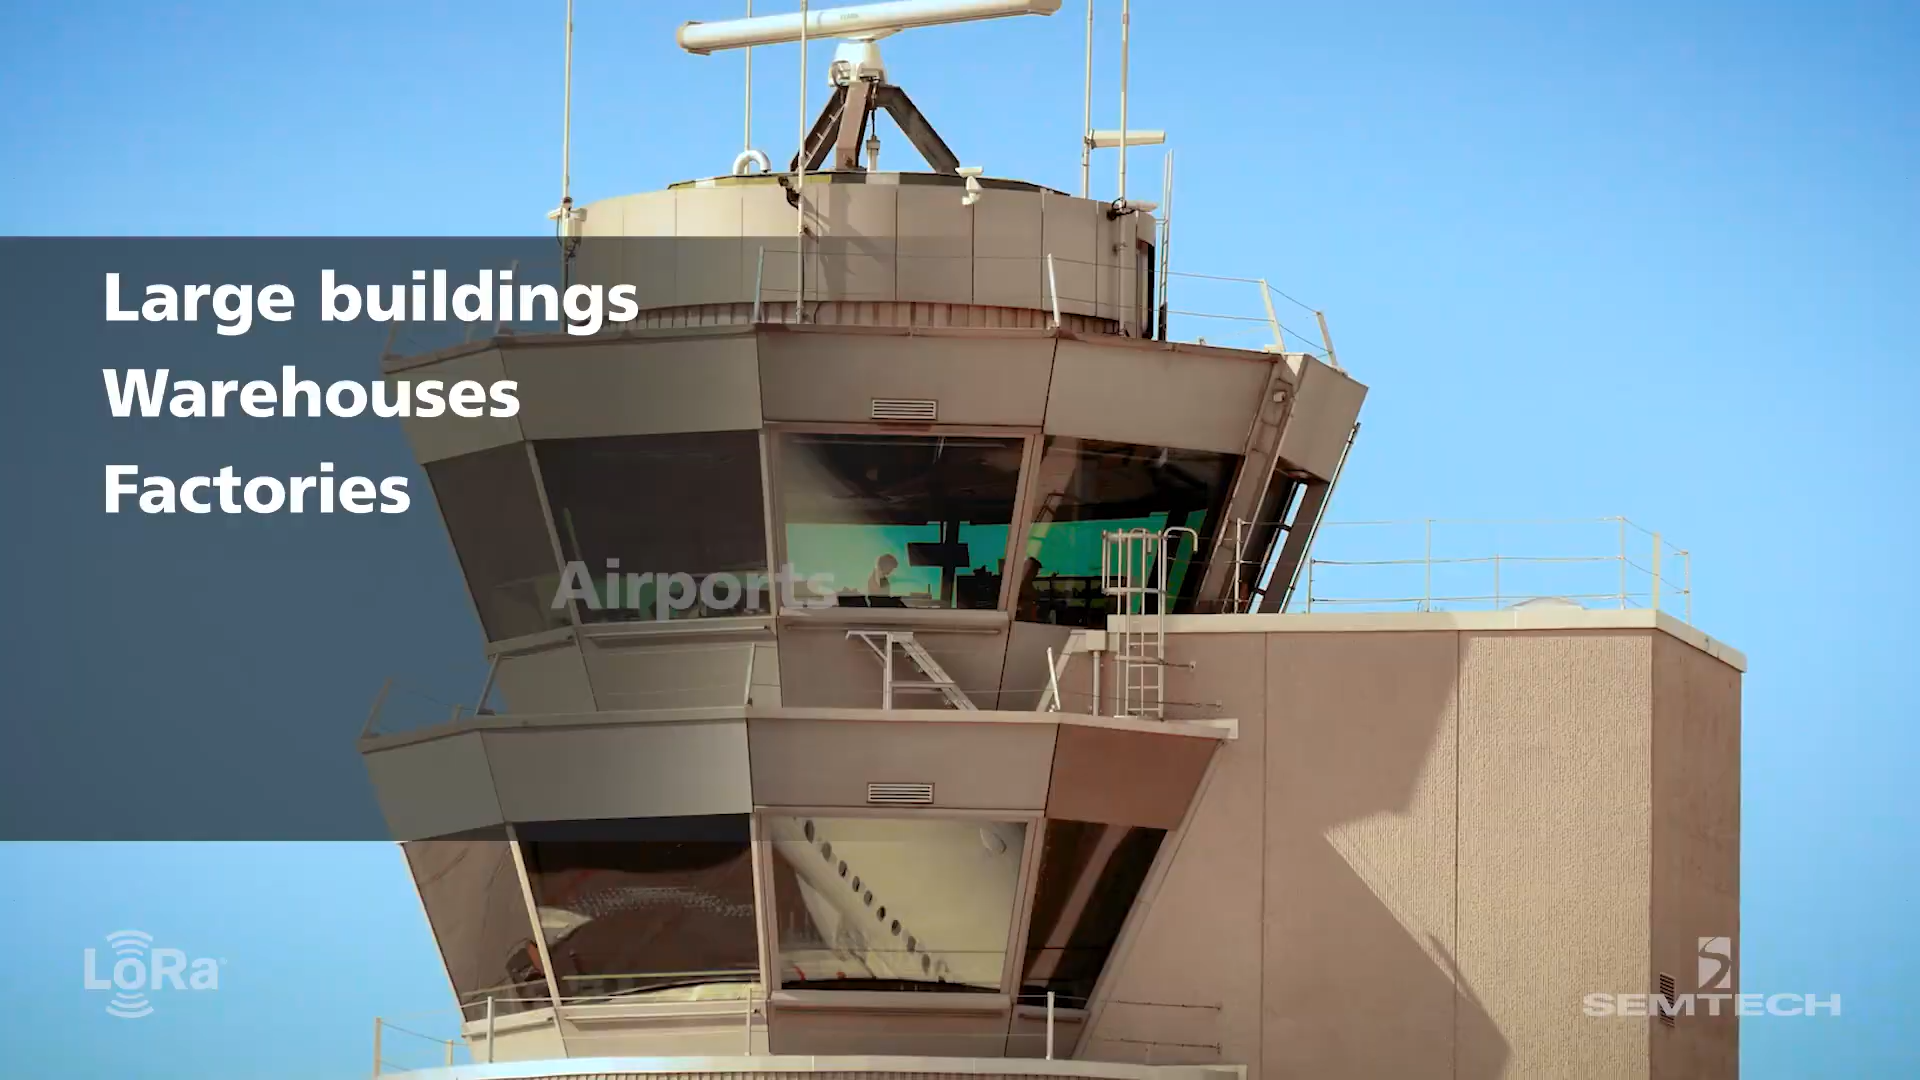 Large buildings
Warehouses
Factories
Airports
LoRa
SEMTECH